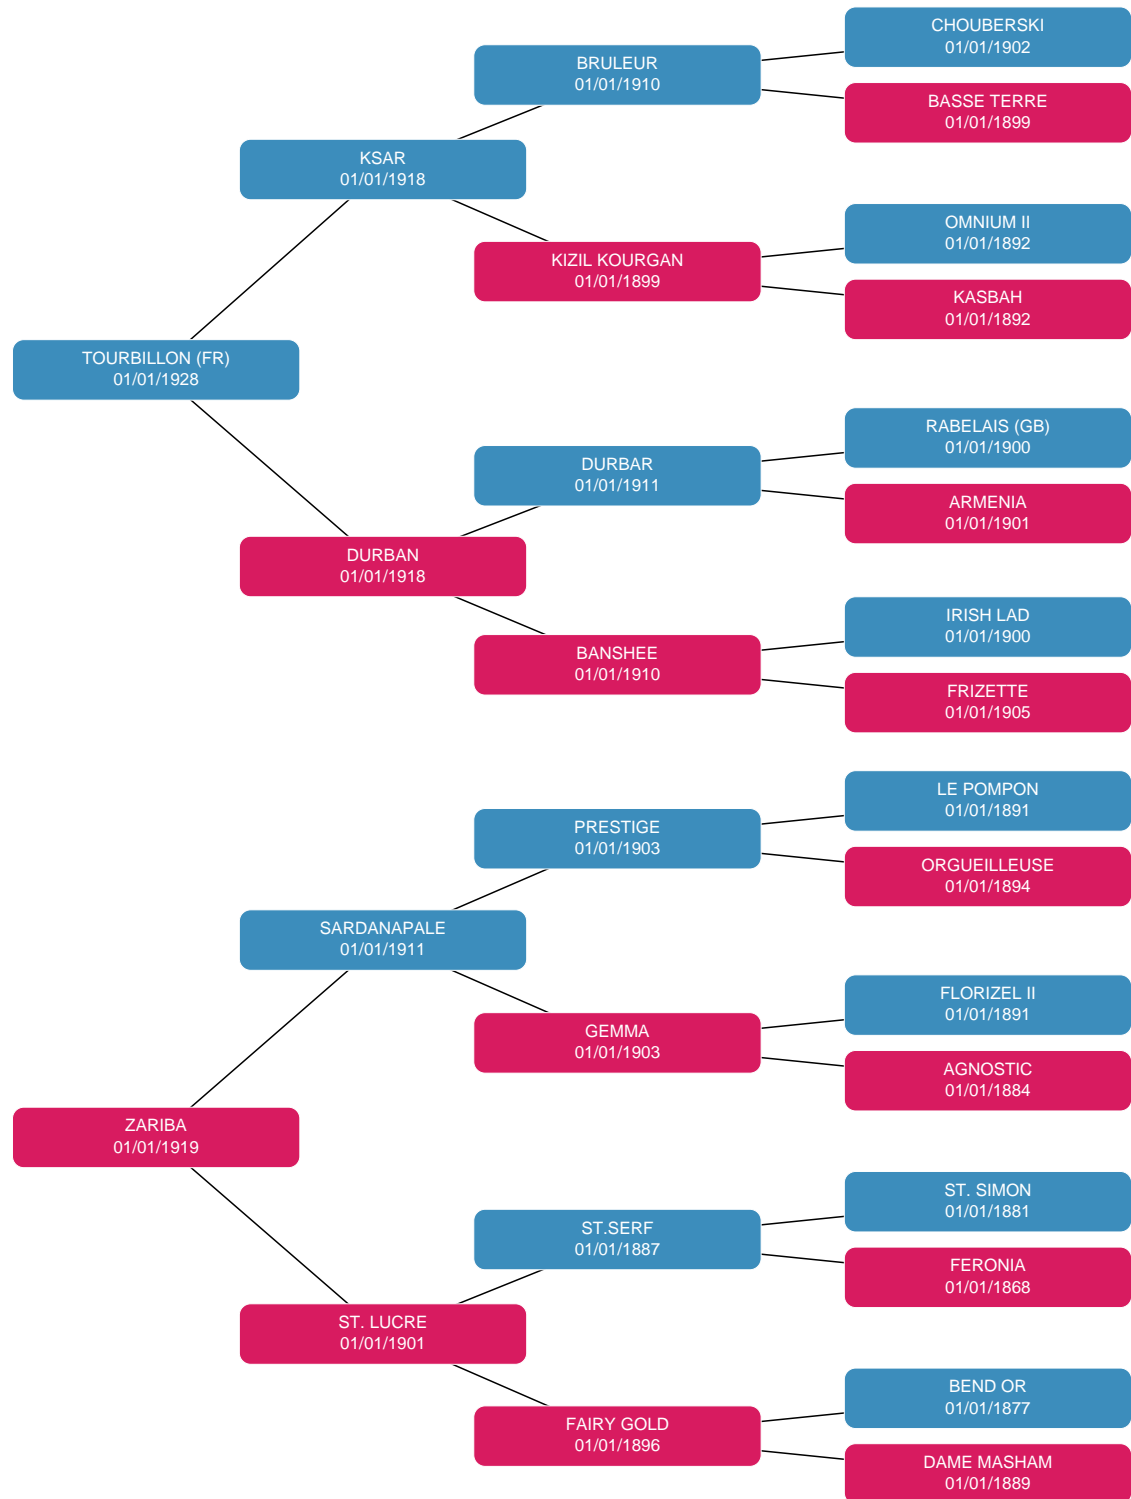 CHOUBERSKI
01/01/1902
BRULEUR
01/01/1910
BASSE TERRE
01/01/1899
KSAR
01/01/1918
OMNIUM II
01/01/1892
KIZIL KOURGAN
01/01/1899
KASBAH
01/01/1892
TOURBILLON (FR)
01/01/1928
RABELAIS (GB)
01/01/1900
DURBAR
01/01/1911
ARMENIA
01/01/1901
DURBAN
01/01/1918
IRISH LAD
01/01/1900
BANSHEE
01/01/1910
FRIZETTE
01/01/1905
LE POMPON
01/01/1891
PRESTIGE
01/01/1903
ORGUEILLEUSE
01/01/1894
SARDANAPALE
01/01/1911
FLORIZEL II
01/01/1891
GEMMA
01/01/1903
AGNOSTIC
01/01/1884
ZARIBA
01/01/1919
ST. SIMON
01/01/1881
ST.SERF
01/01/1887
FERONIA
01/01/1868
ST. LUCRE
01/01/1901
BEND OR
01/01/1877
FAIRY GOLD
01/01/1896
DAME MASHAM
01/01/1889